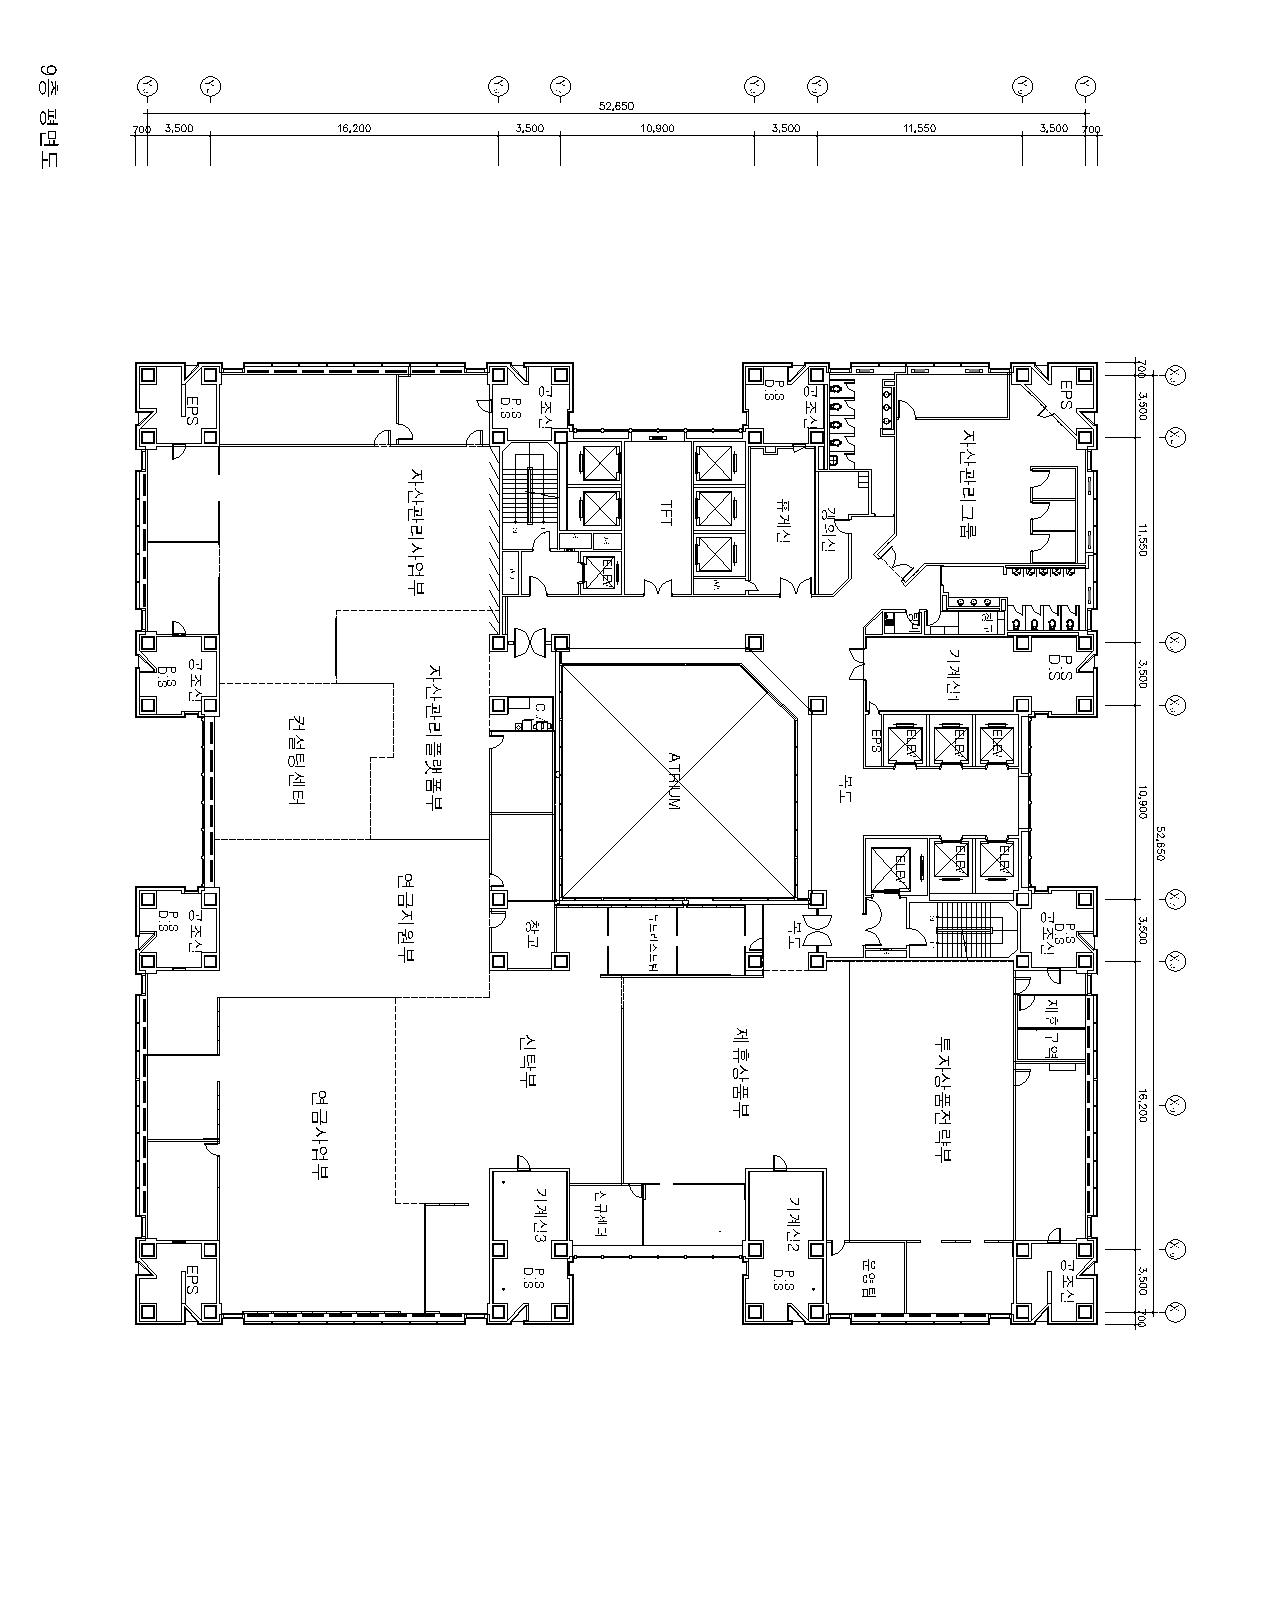 52,650
700 3,500 11,550 3,500 10,900 3,500 16,200 3,500 700
700
3,500
11,550
3,500
10,900
52,650
3,500
16,200
3,500
700
EPS
P.S
D.S
P.S
D.S
공조실
공조실
ELEV
ELEV
자산관리그룹
기계실1
ELEV
ELEV
투자상품전략부
ELEV
ELEV
EPS
운영팀
복도
갱의실
공조실
휴게실
P.S
D.S
복도
기계실2
P.S
D.S
제휴상품부
ATRIUM
TFT
ELEV
신규센터
공조실
P.S
D.S
창고
신탁부
기계실3
P.S
D.S
자산관리사업부
자산관리플랫폼부
연금지원부
컨설팅센터
연금사업부
EPS
공조실
P.S
D.S
공조실
P.S
D.S
EPS
9층 평면도